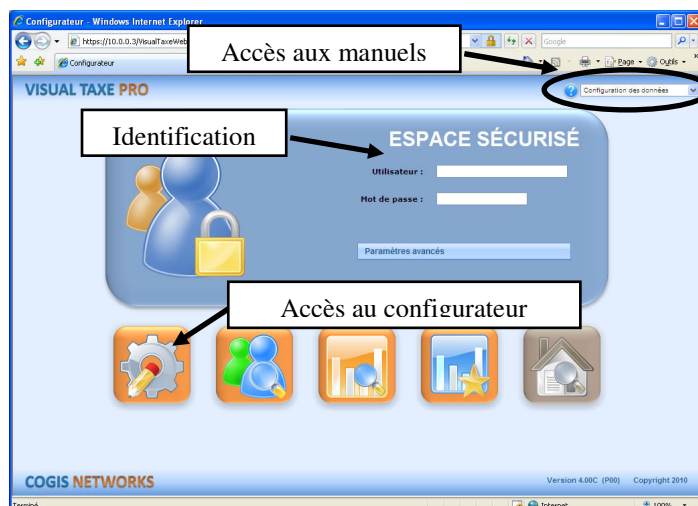 Configurateur - Windows Internet Explorer
https://10.0.0.3/VisualTaxeWeb
Google
Configurateur
Page
Outils
Accès aux manuels
VISUAL TAXE PRO
Configuration des données
Identification
ESPACE SÉCURISÉ
Utilisateur :
Mot de passe :
Paramètres avancés
Accès au configurateur
COGIS NETWORKS
Version 4.00C (P00) Copyright 2010
Terminé
Internet
100%